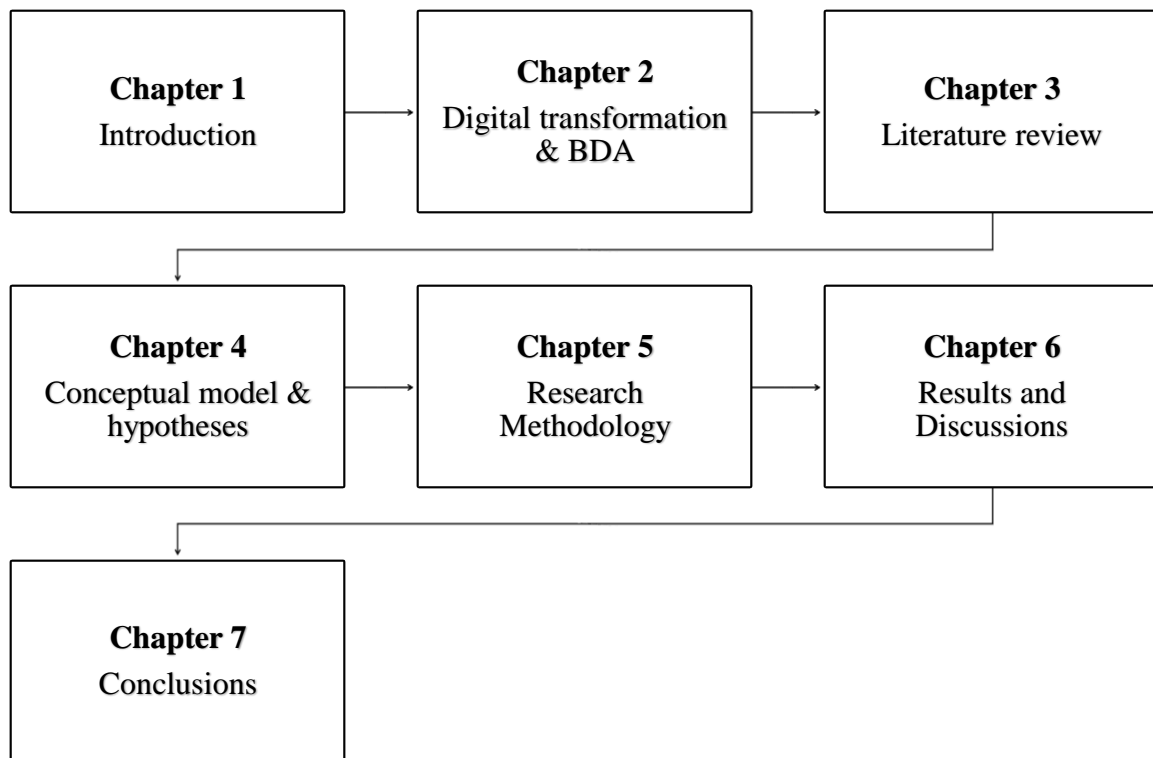 Chapter 1
Introduction
Chapter 2
Digital transformation
& BDA
Chapter 3
Literature review
Chapter 4
Conceptual model &
hypotheses
Chapter 5
Research
Methodology
Chapter 6
Results and
Discussions
Chapter 7
Conclusions